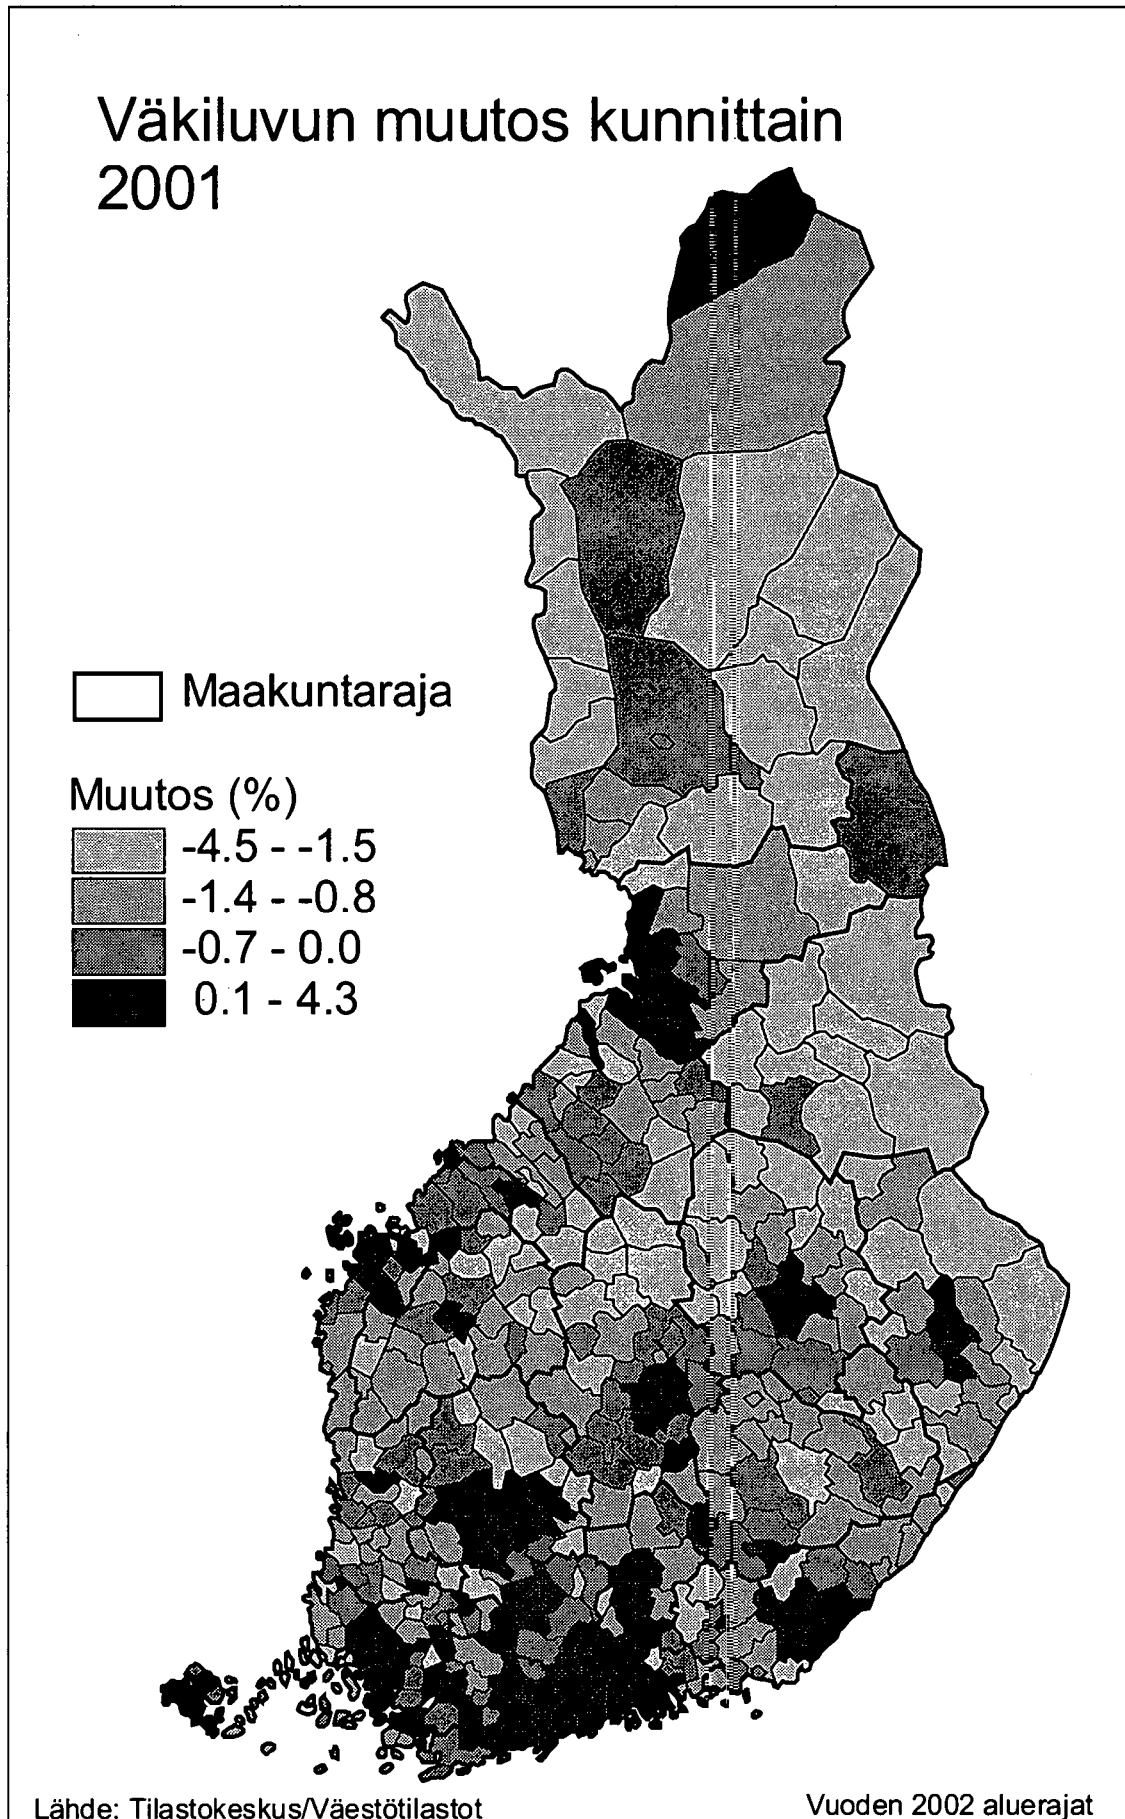 Väkiluvun muutos kunnittain
2001
Maakuntaraja
Muutos (%)
-4.5 - -1.5
-1.4 - -0.8
-0.7 - 0.0
0.1 - 4.3
Lähde: Tilastokeskus/Väestötilastot
Vuoden 2002 aluerajat